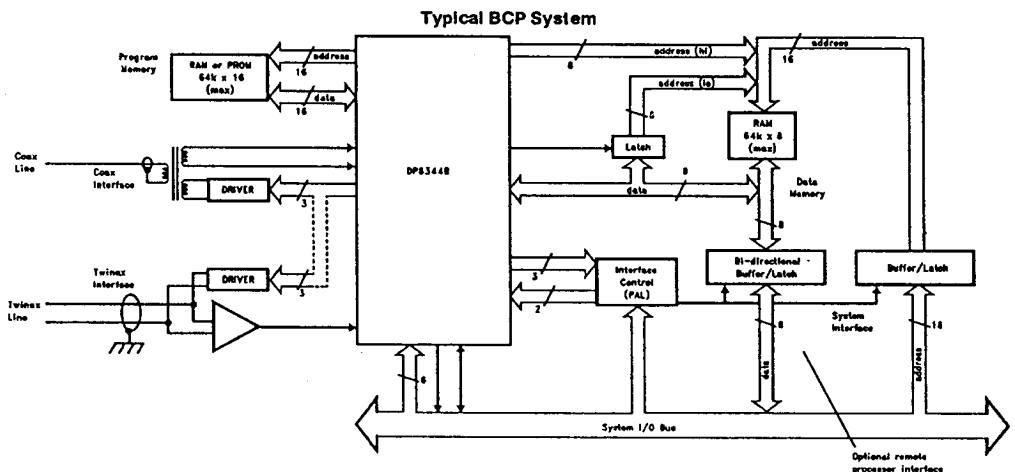 Typical BCP System
Program
Memory
RAM or PROM
64k x 16
(max)
address
16
data
16
8
address (hi)
address (lo)
8
16
address
RAM
64k x 8
(max)
Latch
Coax
Line
Coax
Interface
DRIVER
3
DP8344B
data
8
Data
Memory
8
Twinax
Interface
DRIVER
3
3
2
Interface
Control
(PAL)
Bi-directional
Buffer/Latch
Buffer/Latch
Twinax
Line
System
Interface
6
8
data
18
address
System I/O Bus
Optional remote
processor interface